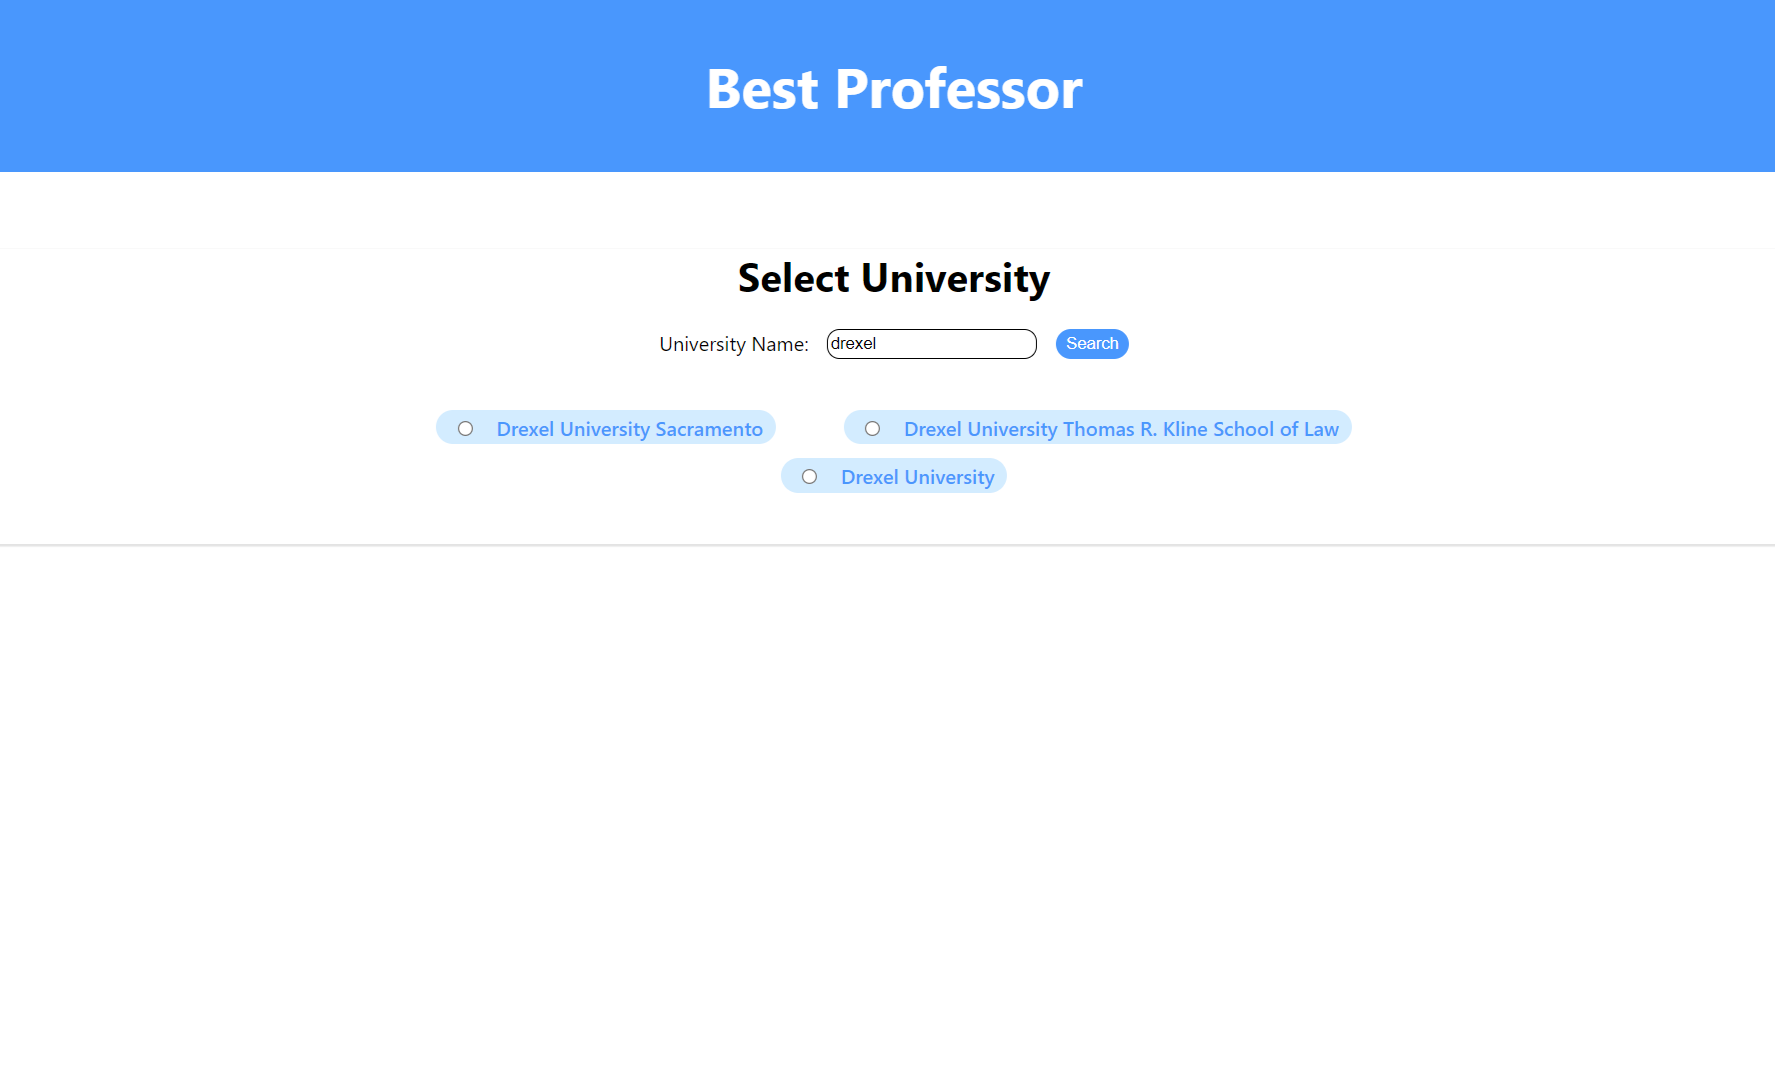 Best Professor
Select University
University Name: drexel Search
Drexel University Sacramento Drexel University Thomas R. Kline School of Law
Drexel University